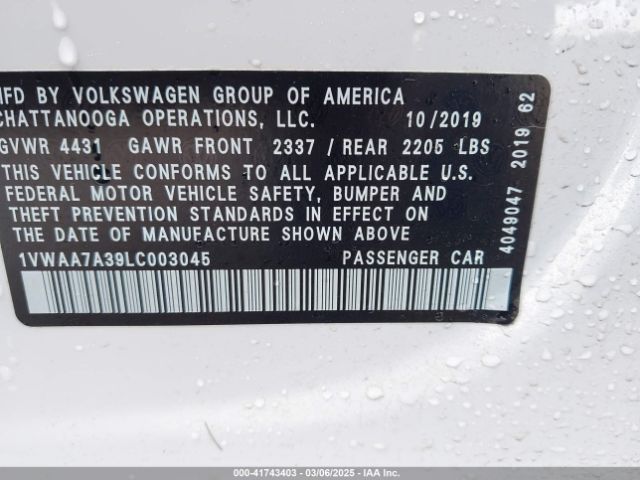 MFD BY VOLKSWAGEN GROUP OF AMERICA
CHATTANOOGA OPERATIONS, LLC. 10/2019
GVWR 4431 GAWR FRONT 2337 / REAR 2205 LBS
THIS VEHICLE CONFORMS TO ALL APPLICABLE U.S.
FEDERAL MOTOR VEHICLE SAFETY, BUMPER AND
THEFT PREVENTION STANDARDS IN EFFECT ON
THE DATE OF MANUFACTURE SHOWN ABOVE
1VWAA7A39LC003045 PASSENGER CAR
4049047 2019 62
000-41743403 - 03/06/2025 - IAA Inc.